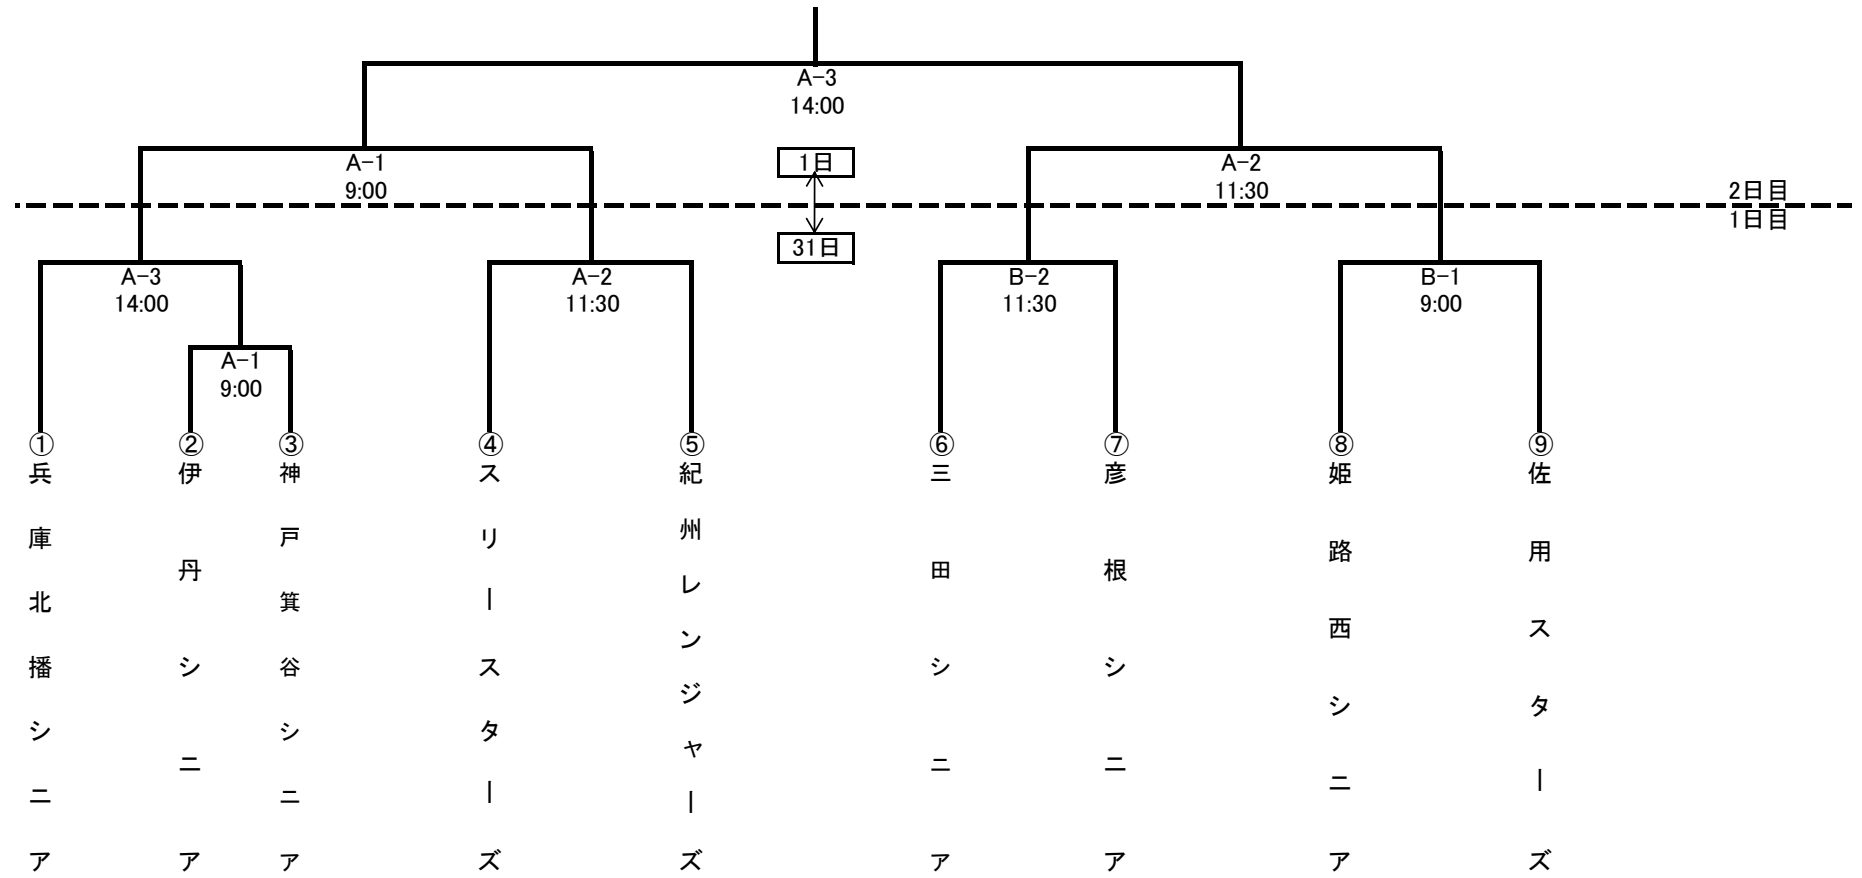 A-3
14:00
A-1
9:00
1日
A-2
11:30
2日目
1日目
31日
A-3
14:00
A-2
11:30
B-2
11:30
B-1
9:00
A-1
9:00
①兵庫北播シニア
②伊丹シニア
③神戸箕谷シニア
④スリースターズ
⑤紀州レンジャーズ
⑥三田シニア
⑦彦根シニア
⑧姫路西シニア
⑨佐用スターズ